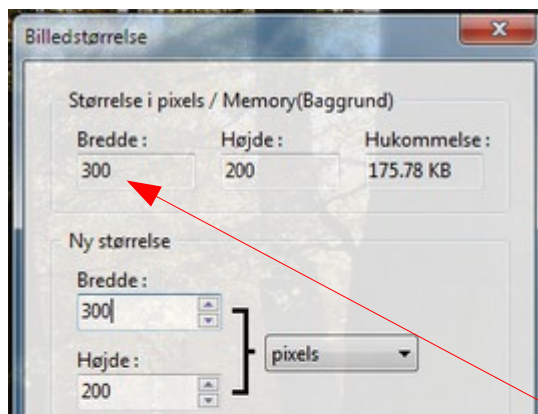 Billedstørrelse
Størrelse i pixels / Memory(Baggrund)
Bredde: Højde: Hukommelse:
300 200 175.78 KB
Ny størrelse
Bredde:
300
pixels
Højde:
200